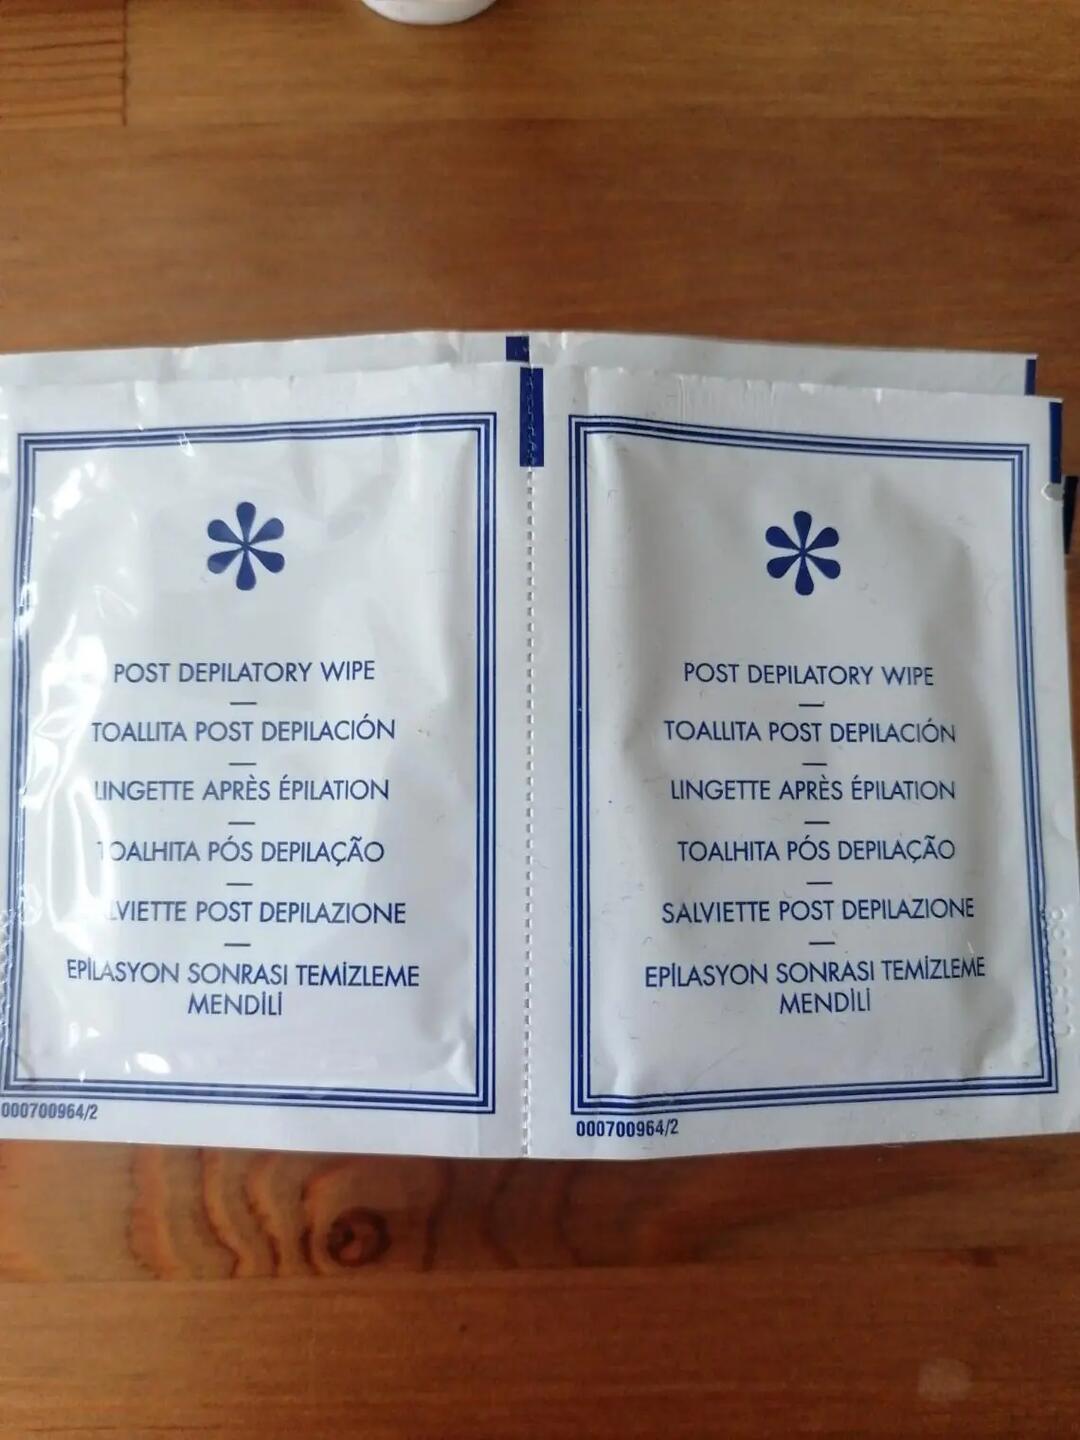 POST DEPILATORY WIPE
—
TOALLITA POST DEPILACIÓN
—
LINGETTE APRÈS ÉPILATION
—
TOALHITA PÓS DEPILAÇÃO
—
LVIETTE POST DEPILAZIONE
—
EPİLASYON SONRASI TEMİZLEME
MENDİLİ
000700964/2
POST DEPILATORY WIPE
—
TOALLITA POST DEPILACIÓN
—
LINGETTE APRÈS ÉPILATION
—
TOALHITA PÓS DEPILAÇÃO
—
SALVIETTE POST DEPILAZIONE
—
EPİLASYON SONRASI TEMİZLEME
MENDİLİ
000700964/2